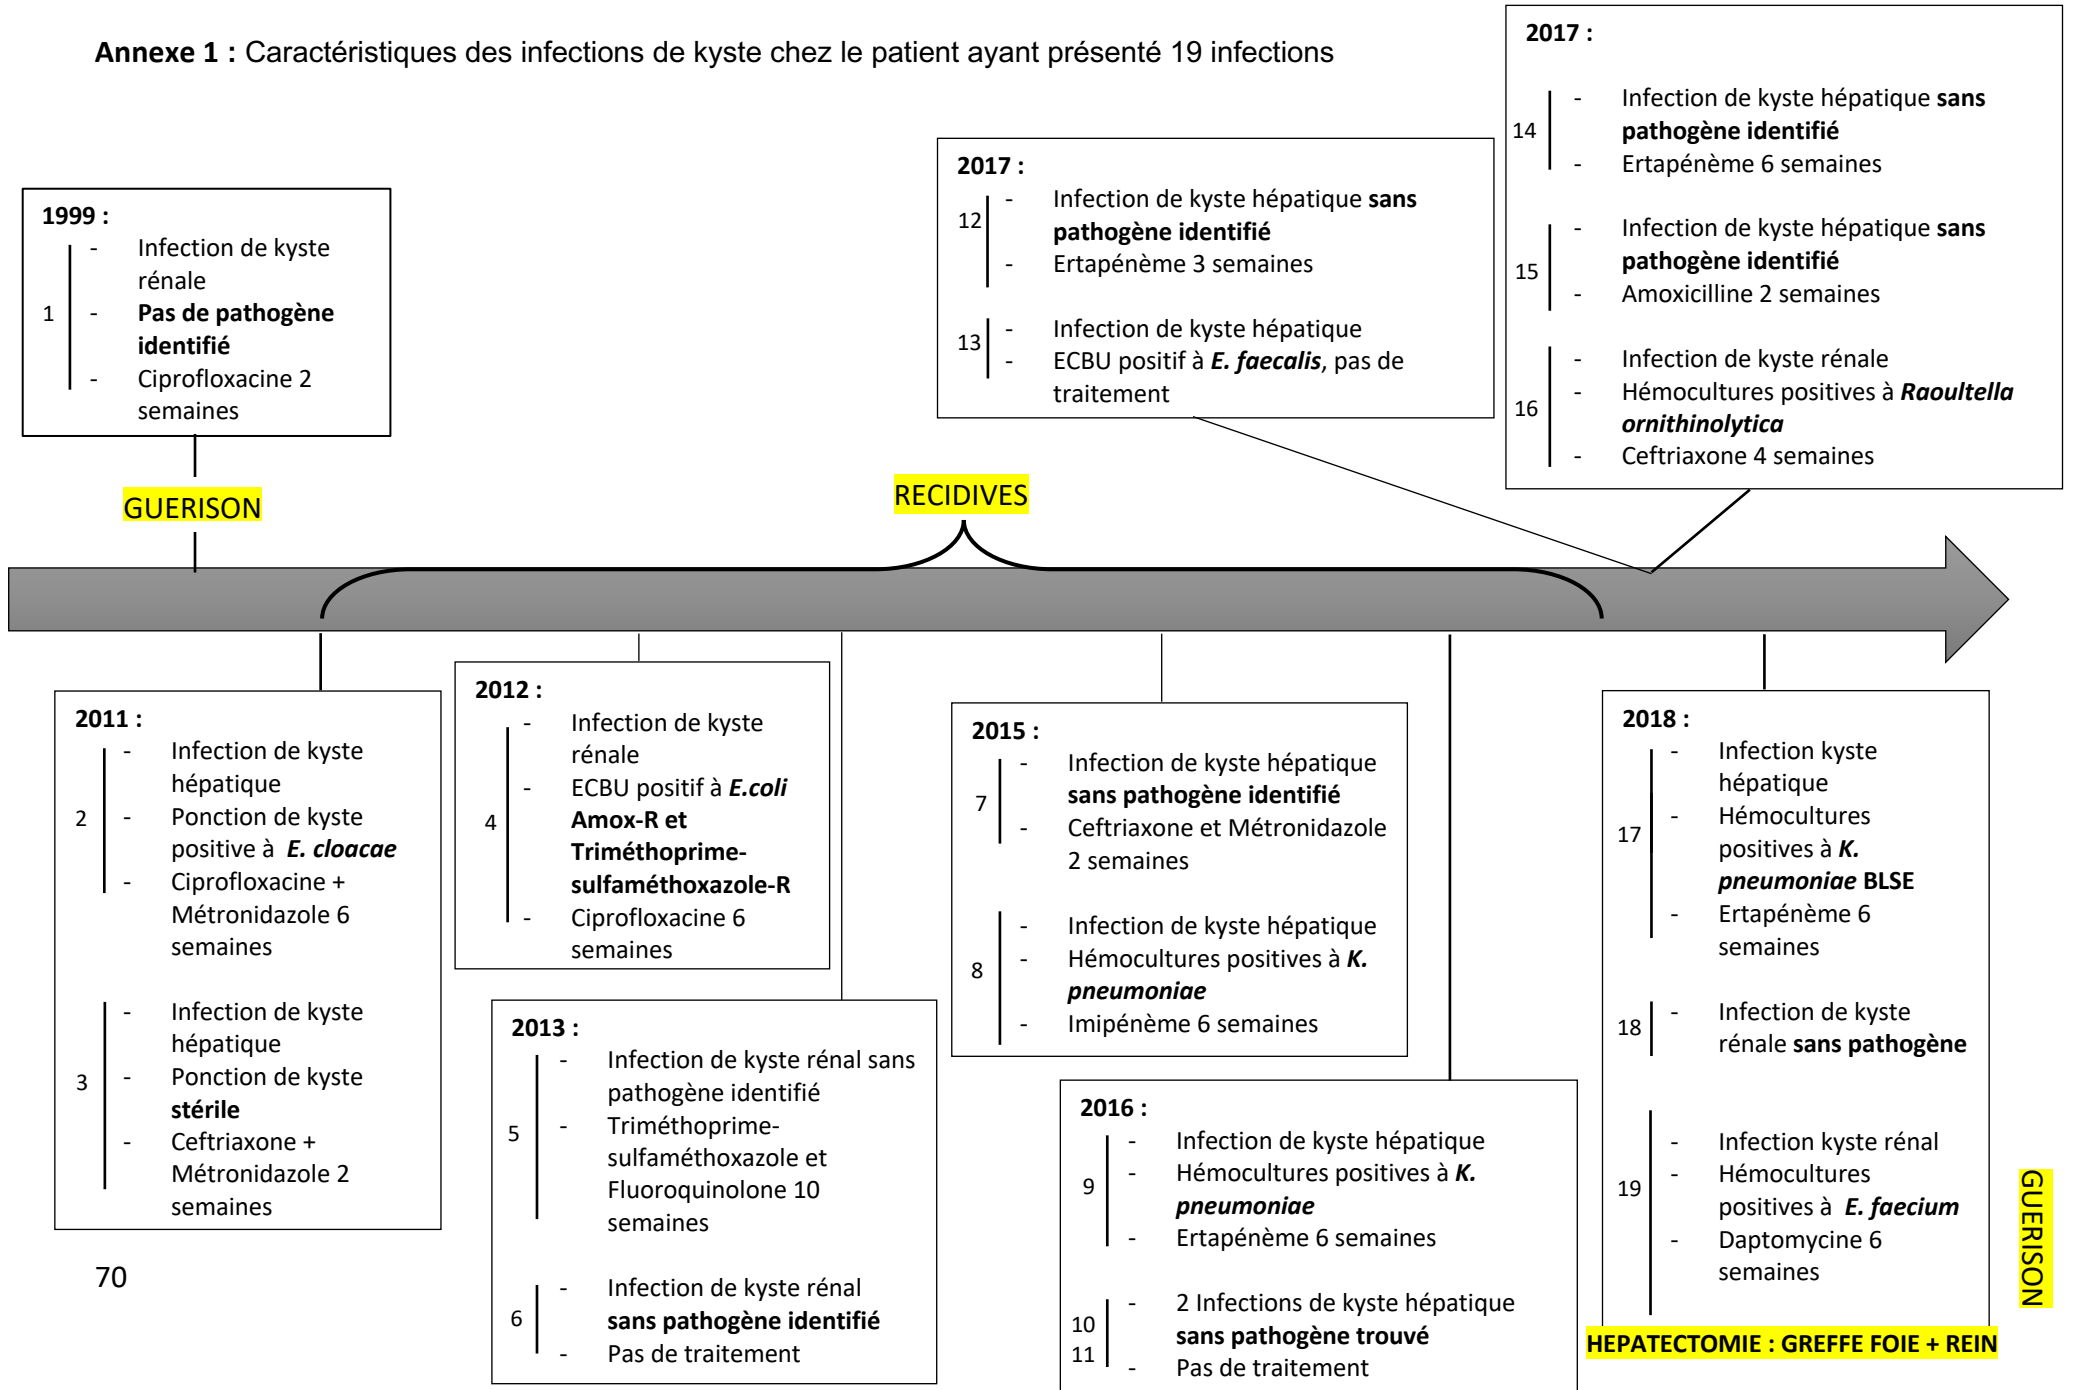 Annexe 1 : Caractéristiques des infections de kyste chez le patient ayant présenté 19 infections
1999 :
1
- Infection de kyste
rénale
- Pas de pathogène
identifié
- Ciprofloxacine 2
semaines
GUERISON
RECIDIVES
2017 :
12
- Infection de kyste hépatique sans
pathogène identifié
- Ertapénème 3 semaines
13
- Infection de kyste hépatique
- ECBU positif à E. faecalis, pas de
traitement
2017 :
14
- Infection de kyste hépatique sans
pathogène identifié
- Ertapénème 6 semaines
15
- Infection de kyste hépatique sans
pathogène identifié
- Amoxicilline 2 semaines
16
- Infection de kyste rénale
- Hémocultures positives à Raoultella
ornithinolytica
- Ceftriaxone 4 semaines
2011 :
2
- Infection de kyste
hépatique
- Ponction de kyste
positive à E. cloacae
- Ciprofloxacine +
Métronidazole 6
semaines
3
- Infection de kyste
hépatique
- Ponction de kyste
stérile
- Ceftriaxone +
Métronidazole 2
semaines
2012 :
4
- Infection de kyste
rénale
- ECBU positif à E.coli
Amox-R et
Triméthoprime-
sulfaméthoxazole-R
- Ciprofloxacine 6
semaines
2013 :
5
- Infection de kyste rénal sans
pathogène identifié
- Triméthoprime-
sulfaméthoxazole et
Fluoroquinolone 10
semaines
6
- Infection de kyste rénal
sans pathogène identifié
- Pas de traitement
2015 :
7
- Infection de kyste hépatique
sans pathogène identifié
- Ceftriaxone et Métronidazole
2 semaines
8
- Infection de kyste hépatique
- Hémocultures positives à K.
pneumoniae
- Imipénème 6 semaines
2016 :
9
- Infection de kyste hépatique
- Hémocultures positives à K.
pneumoniae
- Ertapénème 6 semaines
10
11
- 2 Infections de kyste hépatique
sans pathogène trouvé
- Pas de traitement
2018 :
17
- Infection kyste
hépatique
- Hémocultures
positives à K.
pneumoniae BLSE
- Ertapénème 6
semaines
18
- Infection de kyste
rénale sans pathogène
19
- Infection kyste rénal
- Hémocultures
positives à E. faecium
- Daptomycine 6
semaines
HEPATECTOMIE : GREFFE FOIE + REIN
GUERISON
70